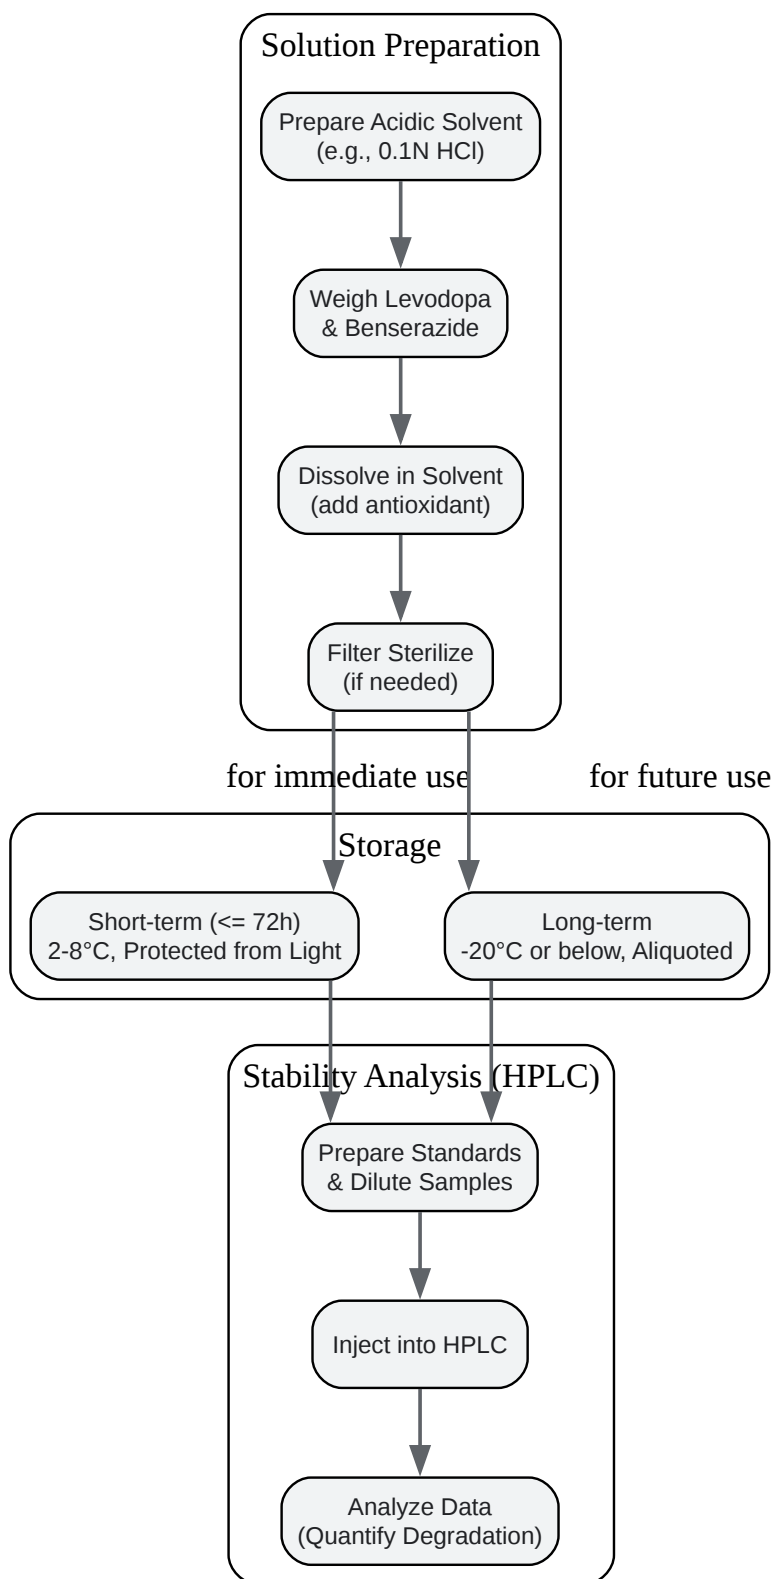 Solution Preparation
Prepare Acidic Solvent
(e.g., 0.1N HCl)
Weigh Levodopa
& Benserazide
Dissolve in Solvent
(add antioxidant)
Filter Sterilize
(if needed)
for immediate use
for future use
Storage
Short-term (<= 72h)
2-8°C, Protected from Light
Long-term
-20°C or below, Aliquoted
Stability Analysis (HPLC)
Prepare Standards
& Dilute Samples
Inject into HPLC
Analyze Data
(Quantify Degradation)